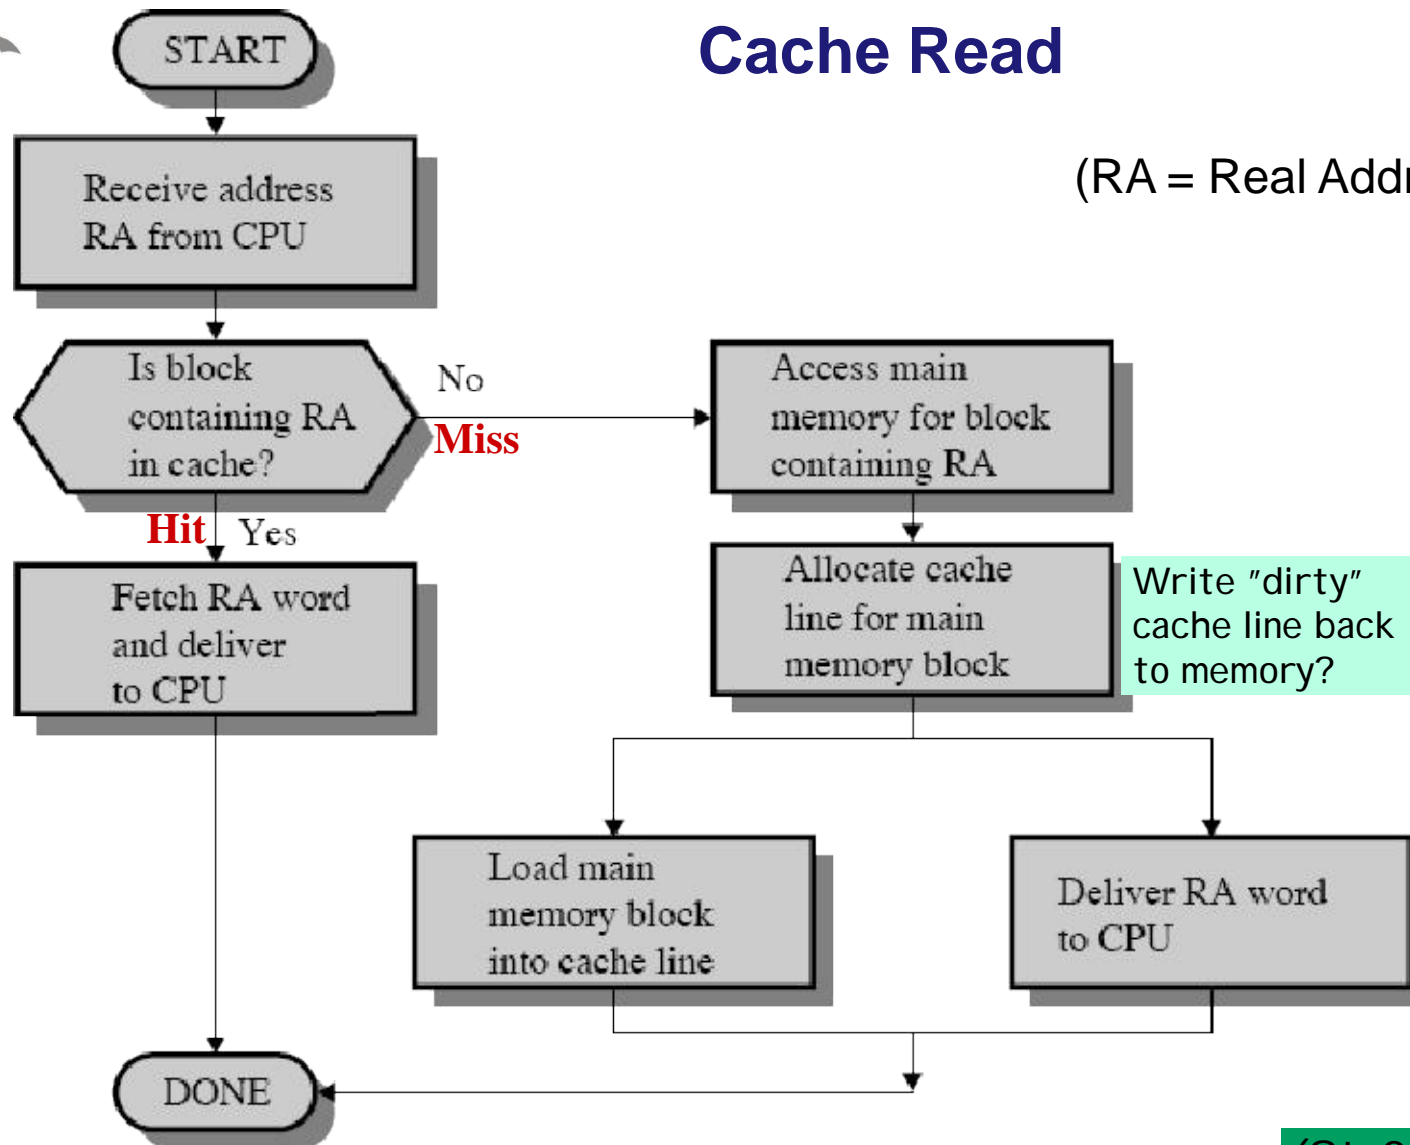 START
Cache Read
Receive address
RA from CPU
(RA = Real Addr
Is block
containing RA
in cache?
No
Miss
Access main
memory for block
containing RA
Hit Yes
Fetch RA word
and deliver
to CPU
Allocate cache
line for main
memory block
Write "dirty"
cache line back
to memory?
Load main
memory block
into cache line
Deliver RA word
to CPU
DONE